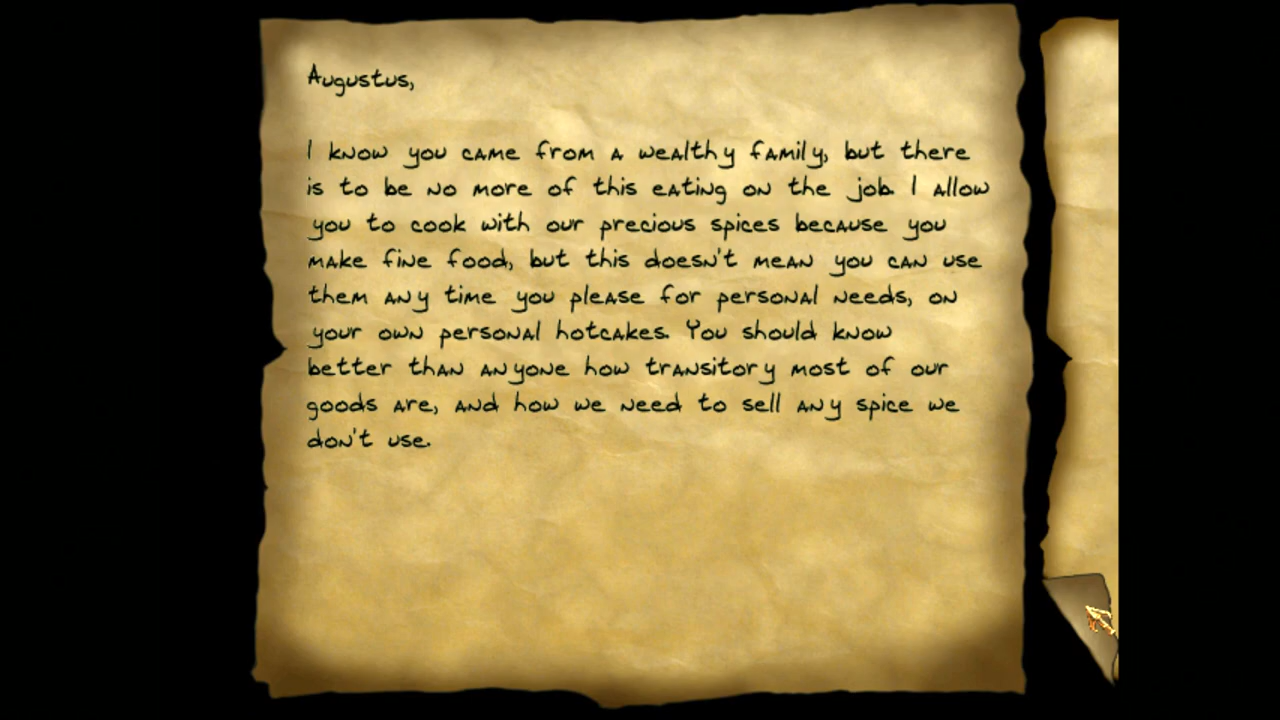 Augustus,
I know you came from a wealthy family, but there
is to be no more of this eating on the job. I allow
you to cook with our precious spices because you
make fine food, but this doesn't mean you can use
them any time you please for personal needs, on
your own personal hotcakes. You should know
better than anyone how transitory most of our
goods are, and how we need to sell any spice we
don't use.